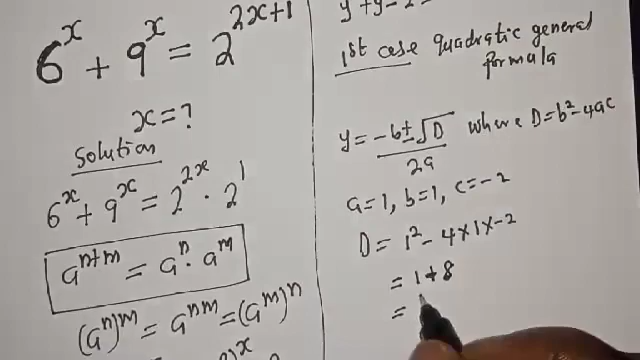 6^x + 9^x = 2^{2x+1}
x = ?
Solution
6^x + 9^x = 2^{2x} · 2^1
a^{n+m} = a^n · a^m
(a^n)^m = a^{nm} = (a^m)^n
1st case quadratic general
formula
y = \frac{-b ± √D}{2a} where D = b² - 4ac
a = 1, b = 1, c = -2
D = 1² - 4 × 1 × -2
= 1 + 8
=